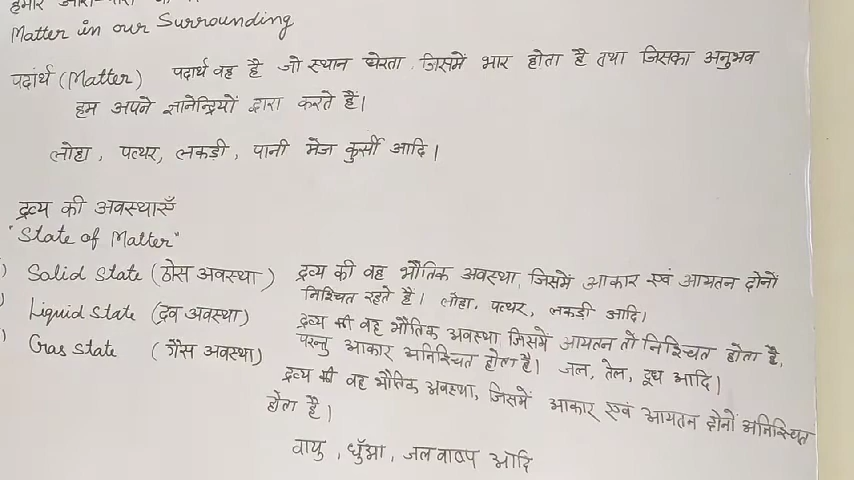 हमारे आस-पास
Matter in our Surrounding
पदार्थ (Matter) पदार्थ वह है जो स्थान घेरता, जिसमें भार होता है तथा जिसका अनुभव
हम अपने ज्ञानेन्द्रियों द्वारा करते हैं।
लोहा, पत्थर, लकड़ी, पानी मेज कुर्सी आदि।
द्रव्य की अवस्थाएँ
"State of Matter"
) Solid State (ठोस अवस्था) द्रव्य की वह भौतिक अवस्था, जिसमें आकार एवं आयतन दोनों
निश्चित रहते हैं। लोहा, पत्थर, लकड़ी आदि।
) Liquid State (द्रव अवस्था) द्रव्य की वह भौतिक अवस्था जिसमें आयतन तो निश्चित होता है,
परन्तु आकार अनिश्चित होता है। जल, तेल, दूध आदि।
) Gas State (गैस अवस्था) द्रव्य की वह भौतिक अवस्था, जिसमें आकार एवं आयतन दोनों अनिश्चित
होता है।
वायु, धुँआ, जल वाष्प आदि